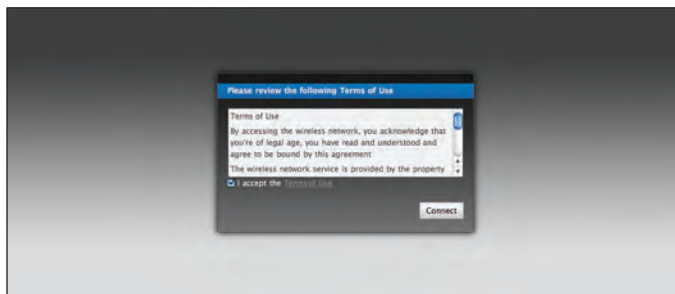 Please review the following Terms of Use
Terms of Use
By accessing the wireless network, you acknowledge that
you're of legal age, you have read and understood and
agree to be bound by this agreement
The wireless network service is provided by the property
I accept the Terms of Use
Connect